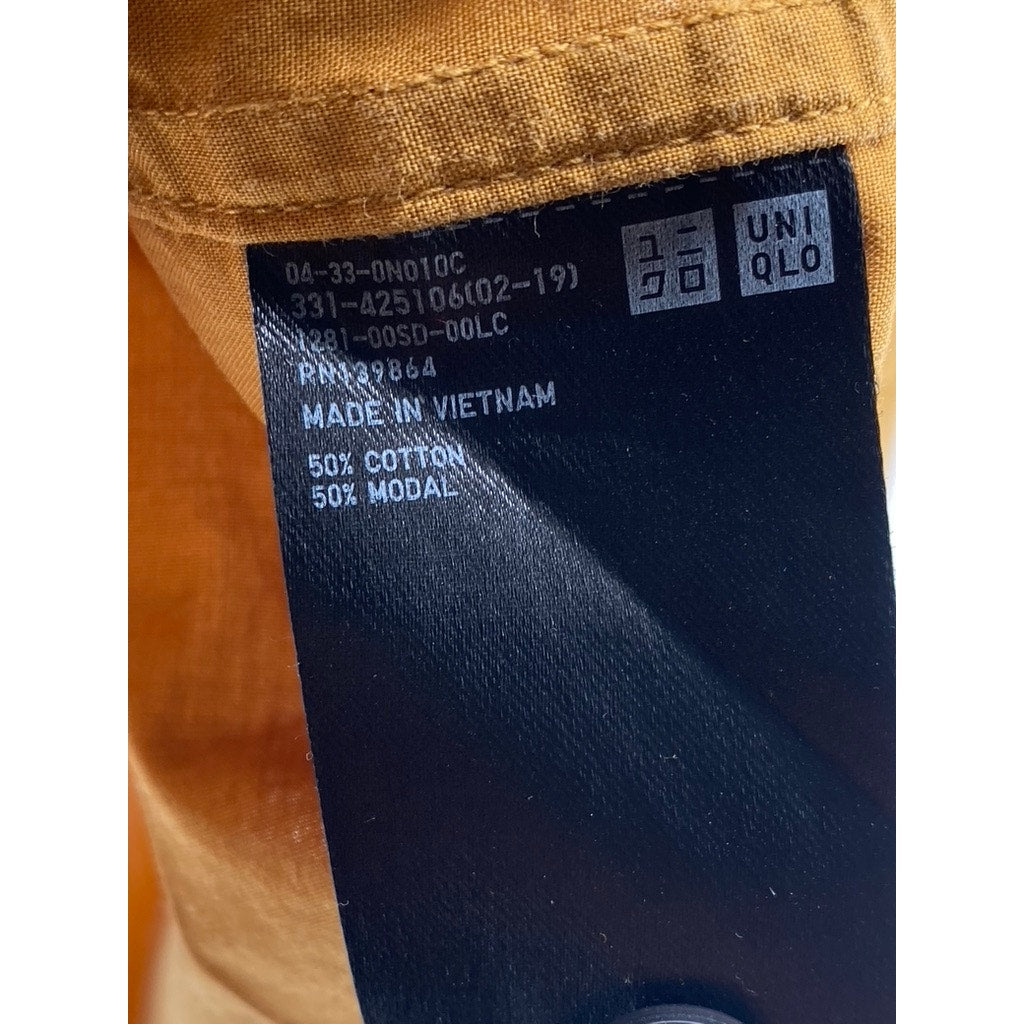 ユニ
クロ
UNI
QLO
04-33-0N010C
331-425106(02-19)
1281-00SD-00LC
RN139864
MADE IN VIETNAM
50% COTTON
50% MODAL